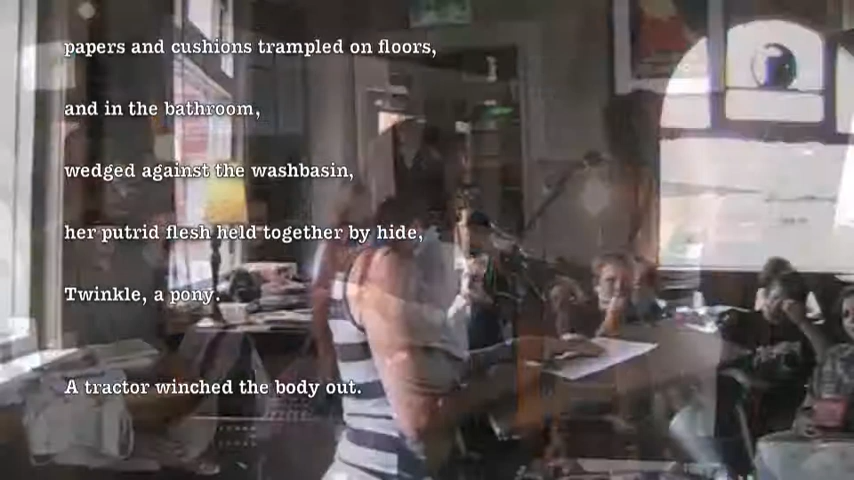 papers and cushions trampled on floors,
and in the bathroom,
wedged against the washbasin,
her putrid flesh held together by hide,
Twinkle, a pony.
A tractor winched the body out.